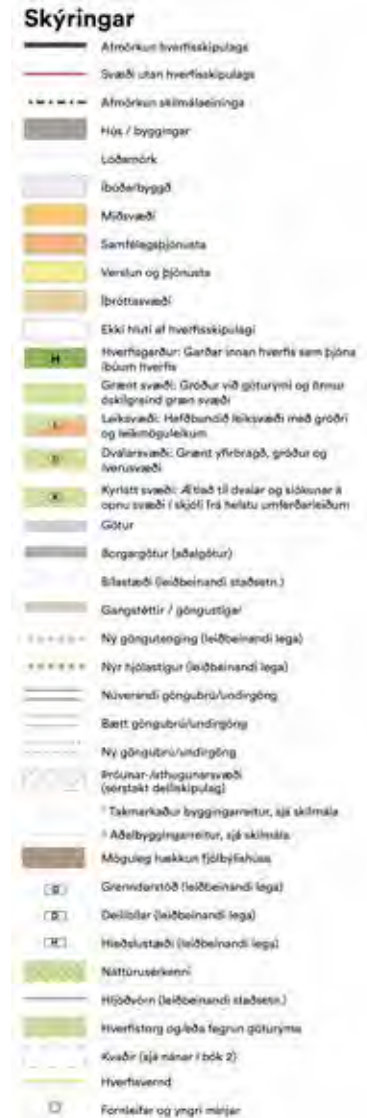 Skýringar
Afmörkun hverfisskipulags
Svæði utan hverfisskipulags
Afmörkun skilmálaeininga
Hús / byggingar
Lóðamörk
Íbúðarbyggð
Miðsvæði
Samfélagsþjónusta
Verslun og þjónusta
Íþróttasvæði
Ekki hluti af hverfisskipulagi
H Hverfisgarður: Garðar innan hverfis sem þjóna
íbúum hverfis
Grænt svæði: Gróður við göturými og önnur
óskilgreind græn svæði
L Leiksvæði: Hefðbundið leiksvæði með gróðri
og leikmöguleikum
D Dvalarsvæði: Grænt yfirbragð, gróður og
íverusvæði
K Kyrlátt svæði: Ætlað til dvalar og slökunar á
opnu svæði í skjóli frá helstu umferðarleiðum
Götur
Borgargötur (aðalgötur)
Bílastæði (leiðbeinandi staðsetn.)
Gangstéttir / göngustígar
Ný göngutenging (leiðbeinandi lega)
Nýr hjólastígur (leiðbeinandi lega)
Núverandi göngubrú/undirgöng
Bætt göngubrú/undirgöng
Ný göngubrú/undirgöng
Þróunar-/athugunarsvæði
(sérstakt deiliskipulag)
Takmarkaður byggingarreitur, sjá skilmála
Aðalbyggingarreitur, sjá skilmála
Möguleg hækkun fjölbýlishúss
G Grenndarstöð (leiðbeinandi lega)
D Deilibílar (leiðbeinandi lega)
H Hleðslustæði (leiðbeinandi lega)
Náttúrusérkenni
Hljóðvörn (leiðbeinandi staðsetn.)
Hverfistorg og/eða fegrun göturýma
Kvaðir (sjá nánar í bók 2)
Hverfisvernd
Fornleifar og yngri minjar